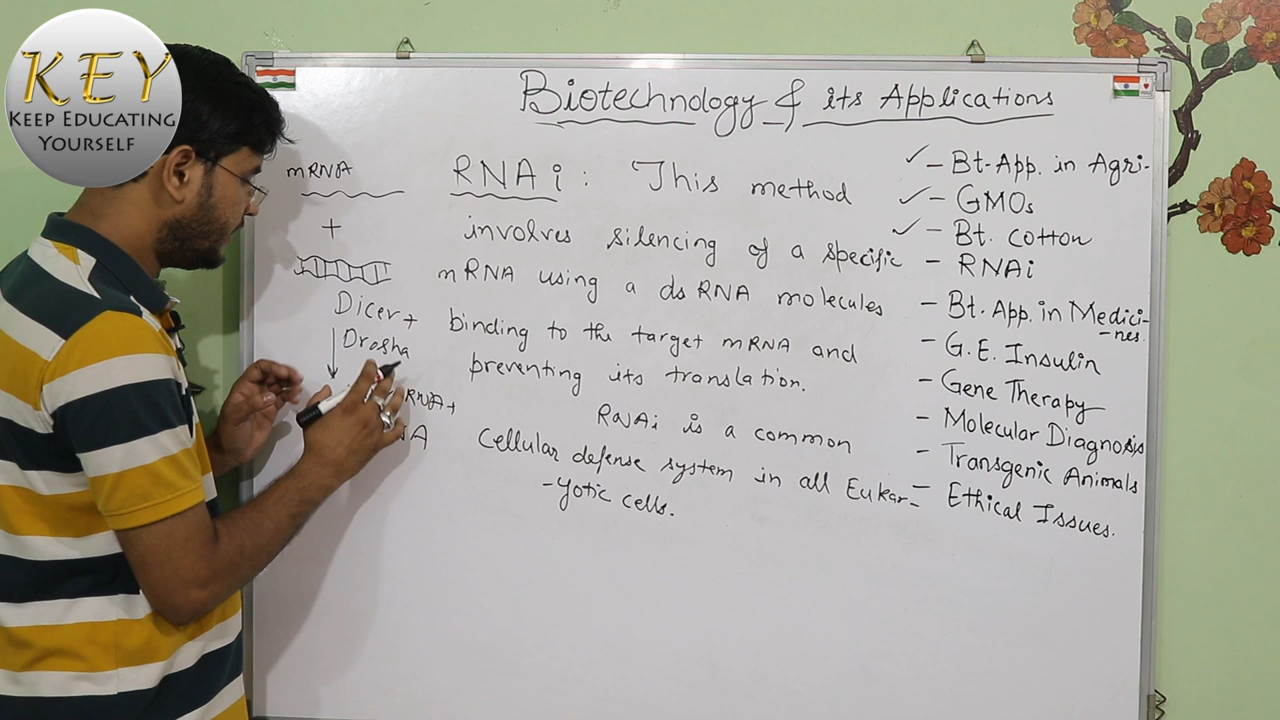 KEY
KEEP EDUCATING
YOURSELF
Biotechnology & its Applications
mRNA
+
Dicer +
Drosha
RNA +
RNAi : This method
involves silencing of a specific
mRNA using a dsRNA molecules
binding to the target mRNA and
preventing its translation.
RNAi is a common
Cellular defense system in all Eukar-
-yotic cells.
✓ - Bt-App. in Agri-
✓ - GMOs
✓ - Bt. cotton
- RNAi
- Bt. App. in Medici-
-nes.
- G.E. Insulin
- Gene Therapy
- Molecular Diagnosis
- Transgenic Animals
- Ethical Issues.